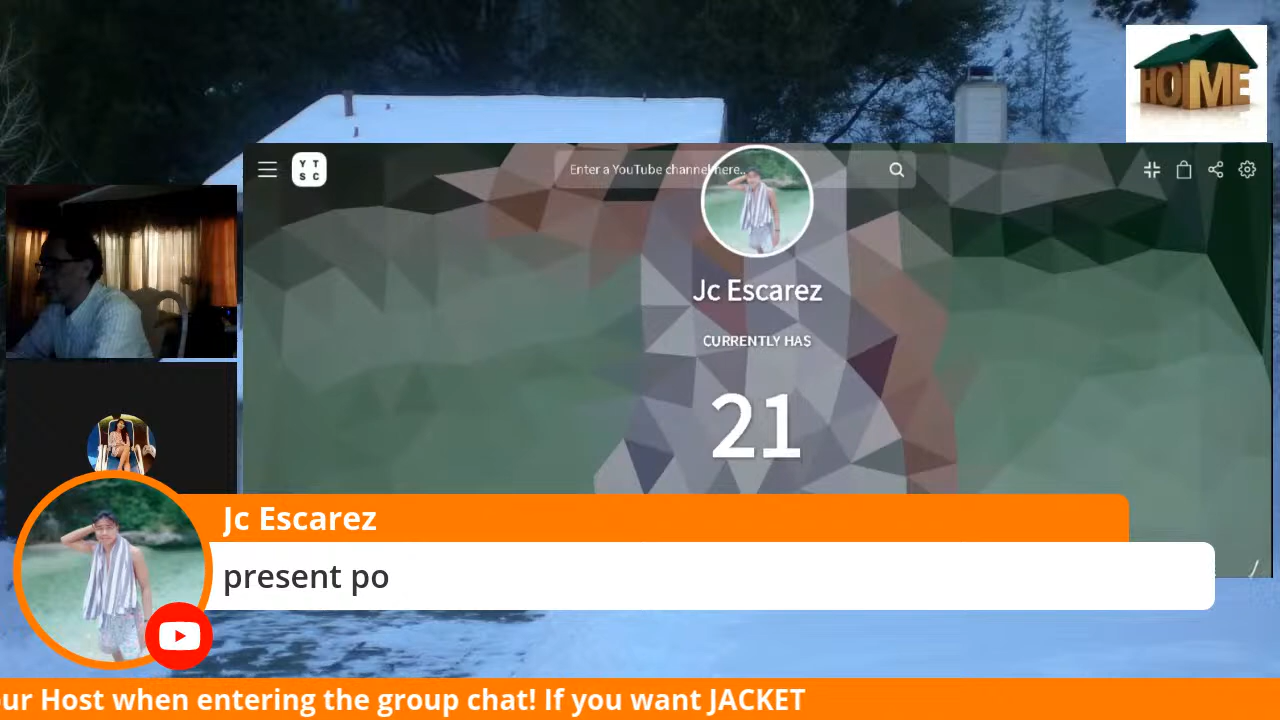 HOME
YT
SC
Enter a YouTube channel here..
Jc Escarez
CURRENTLY HAS
21
Jc Escarez
present po
our Host when entering the group chat! If you want JACKET